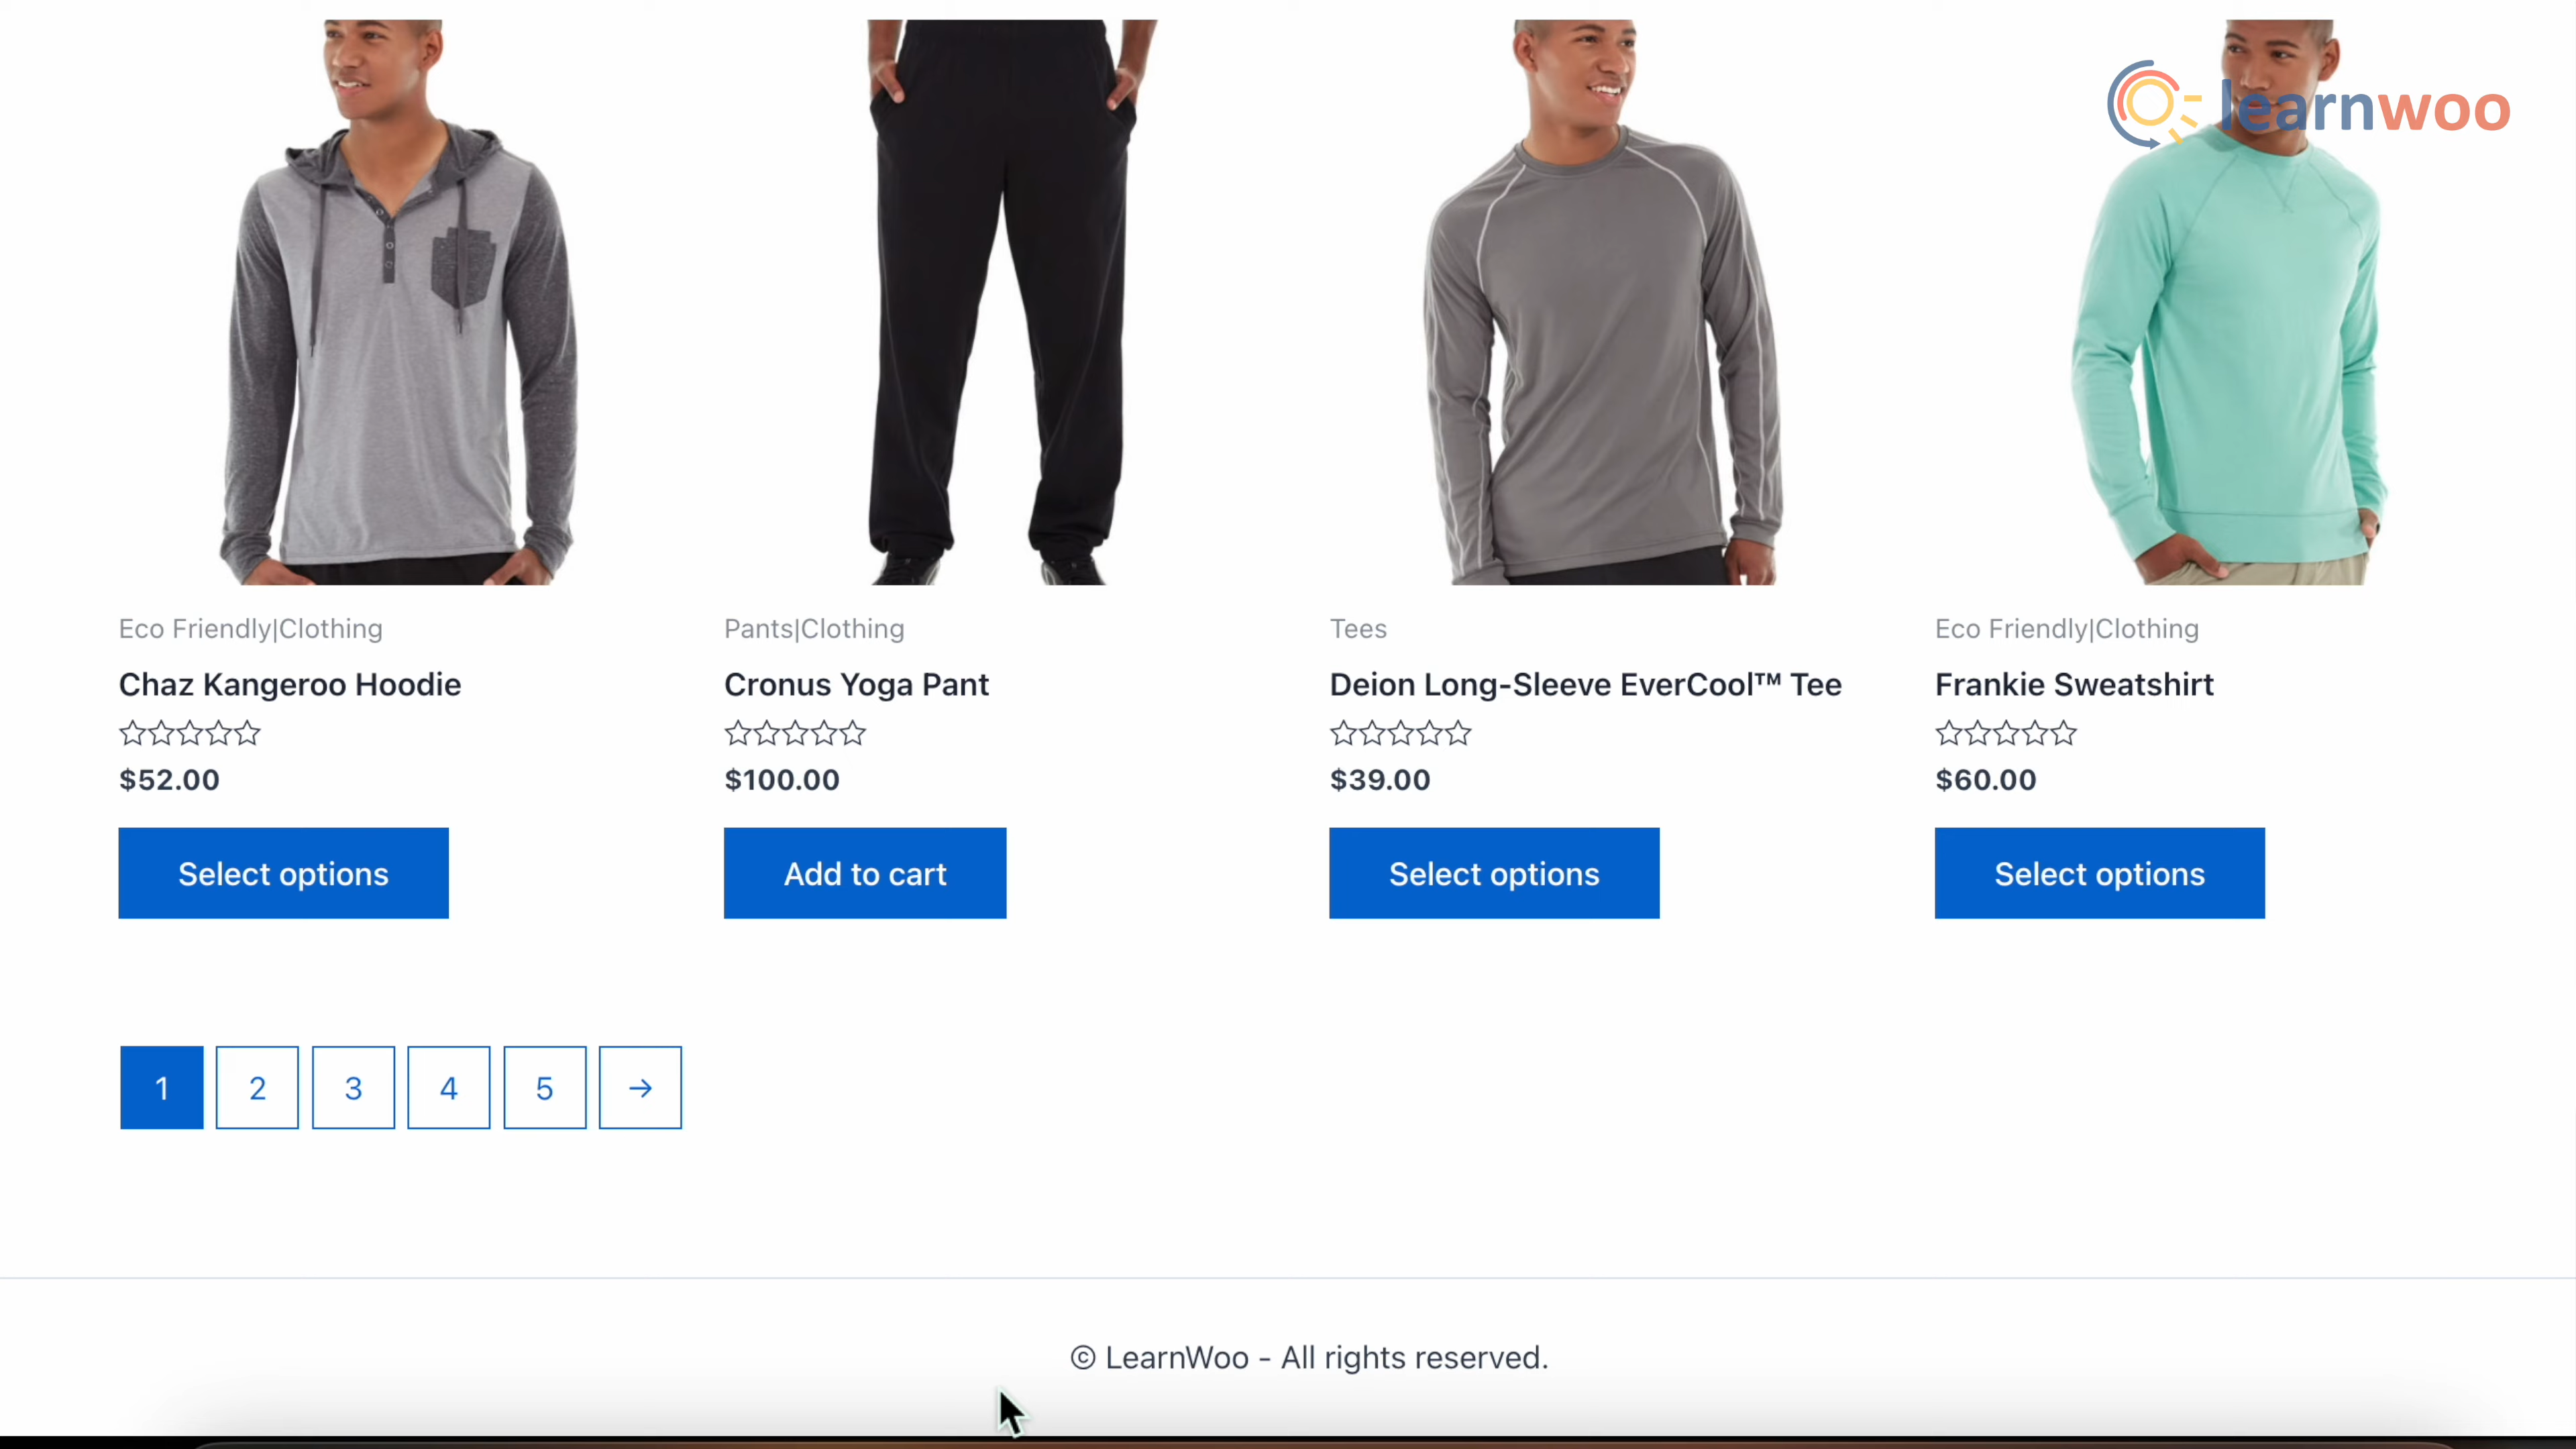 learnwoo
Eco Friendly|Clothing
Chaz Kangeroo Hoodie
$52.00
Select options
Pants|Clothing
Cronus Yoga Pant
$100.00
Add to cart
Tees
Deion Long-Sleeve EverCool™ Tee
$39.00
Select options
Eco Friendly|Clothing
Frankie Sweatshirt
$60.00
Select options
1 2 3 4 5 →
© LearnWoo - All rights reserved.